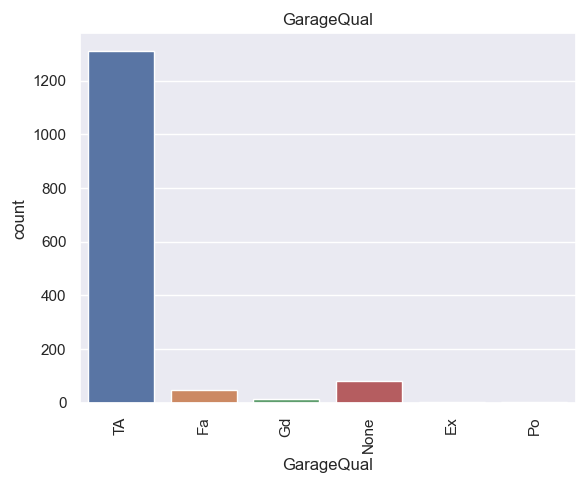 GarageQual
1200
1000
800
600
400
200
0
count
TA
Fa
Gd
None
Ex
Po
GarageQual